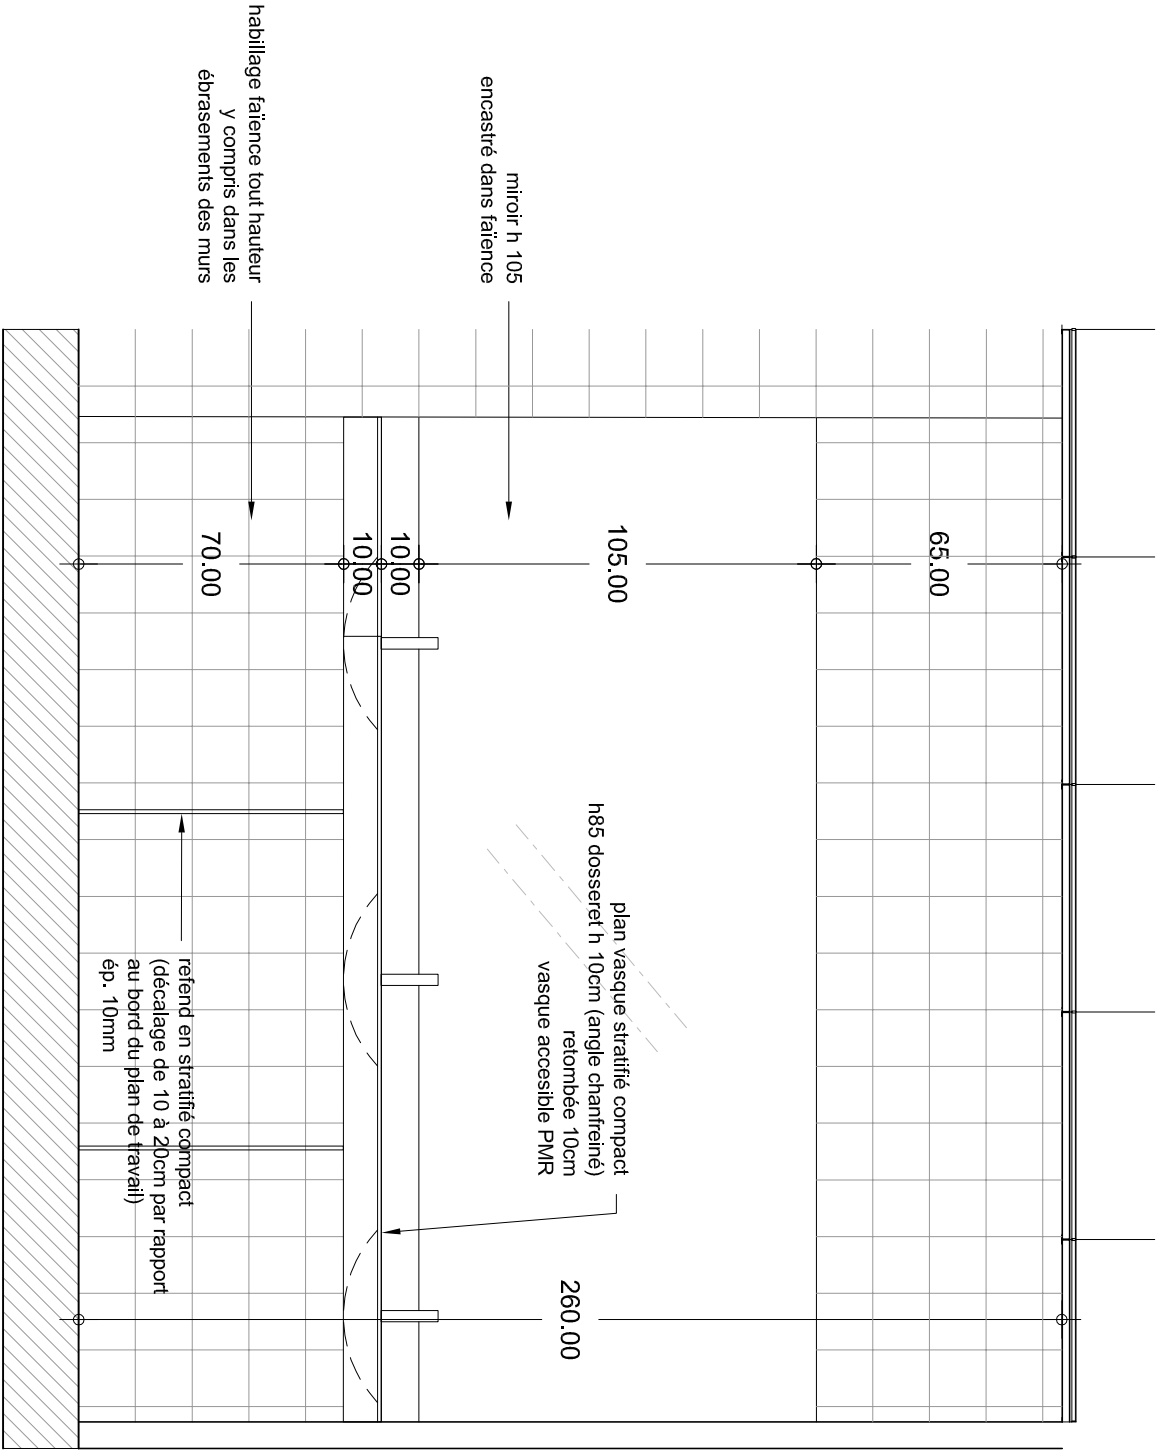 habillage faïence tout hauteur
y compris dans les
ébrasements des murs
miroir h 105
encastré dans faïence
65.00
105.00
10.00
10.00
70.00
plan vasque stratifié compact
h85 dosseret h 10cm (angle chanfreiné)
retombée 10cm
vasque accesible PMR
refend en stratifié compact
(décalage de 10 à 20cm par rapport
au bord du plan de travail)
ép. 10mm
260.00